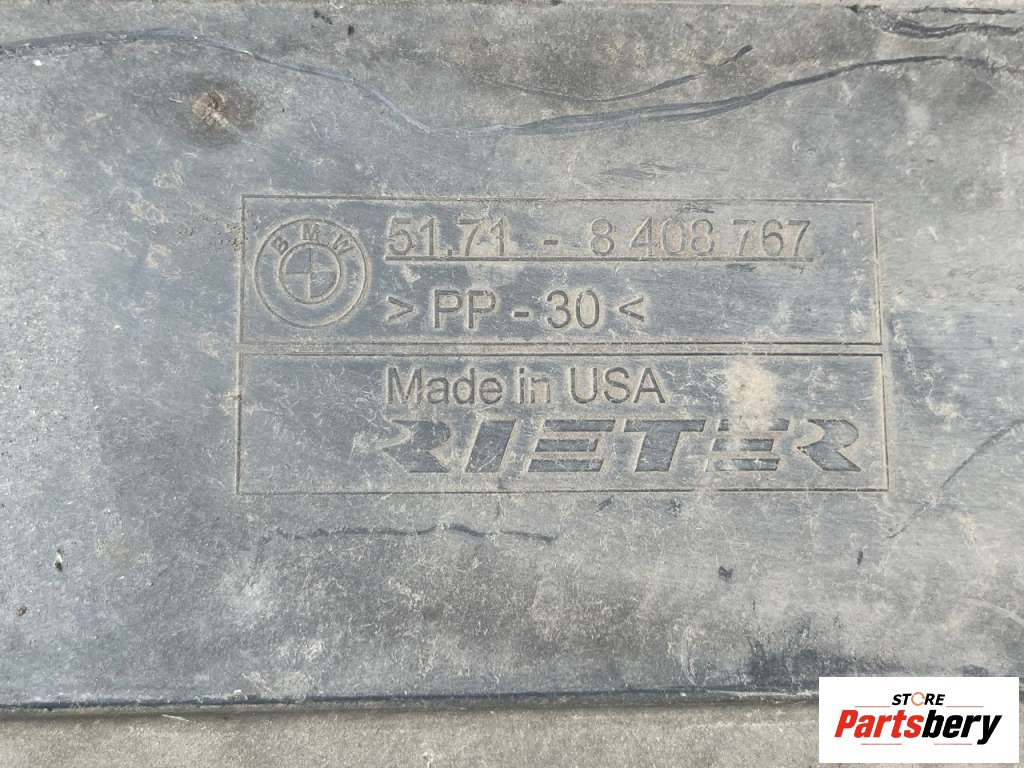 BMW
51.71 - 8 408 767
> PP - 30 <
Made in USA
RIETER
STORE
Partsbery